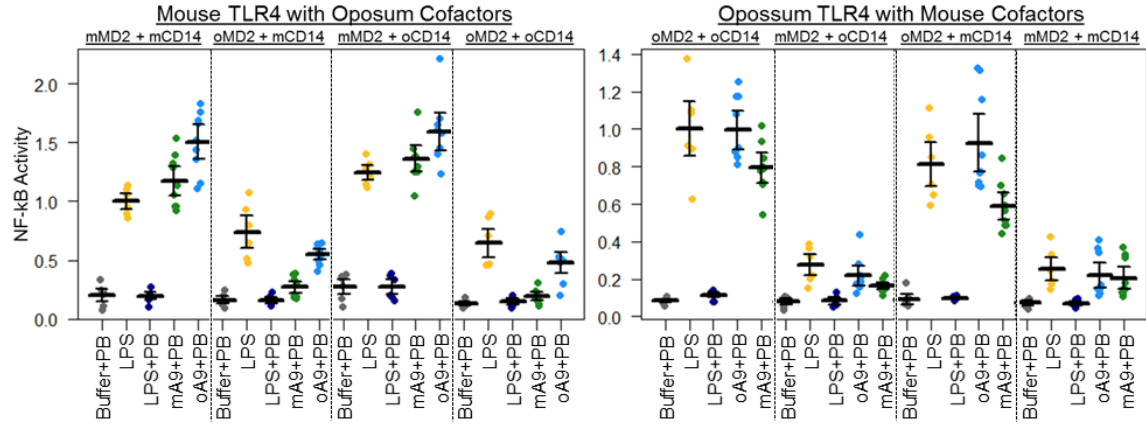 Mouse TLR4 with Oposum Cofactors
mMD2 + mCD14 oMD2 + mCD14 mMD2 + oCD14 oMD2 + oCD14
NF-kB Activity
2.0
1.5
1.0
0.5
0.0
Buffer+PB LPS LPS+PB mA9+PB oA9+PB Buffer+PB LPS LPS+PB mA9+PB oA9+PB Buffer+PB LPS LPS+PB mA9+PB oA9+PB Buffer+PB LPS LPS+PB mA9+PB oA9+PB
Opossum TLR4 with Mouse Cofactors
oMD2 + oCD14 mMD2 + oCD14 oMD2 + mCD14 mMD2 + mCD14
1.4
1.2
1.0
0.8
0.6
0.4
0.2
0.0
Buffer+PB LPS LPS+PB oA9+PB mA9+PB Buffer+PB LPS LPS+PB oA9+PB mA9+PB Buffer+PB LPS LPS+PB oA9+PB mA9+PB Buffer+PB LPS LPS+PB oA9+PB mA9+PB